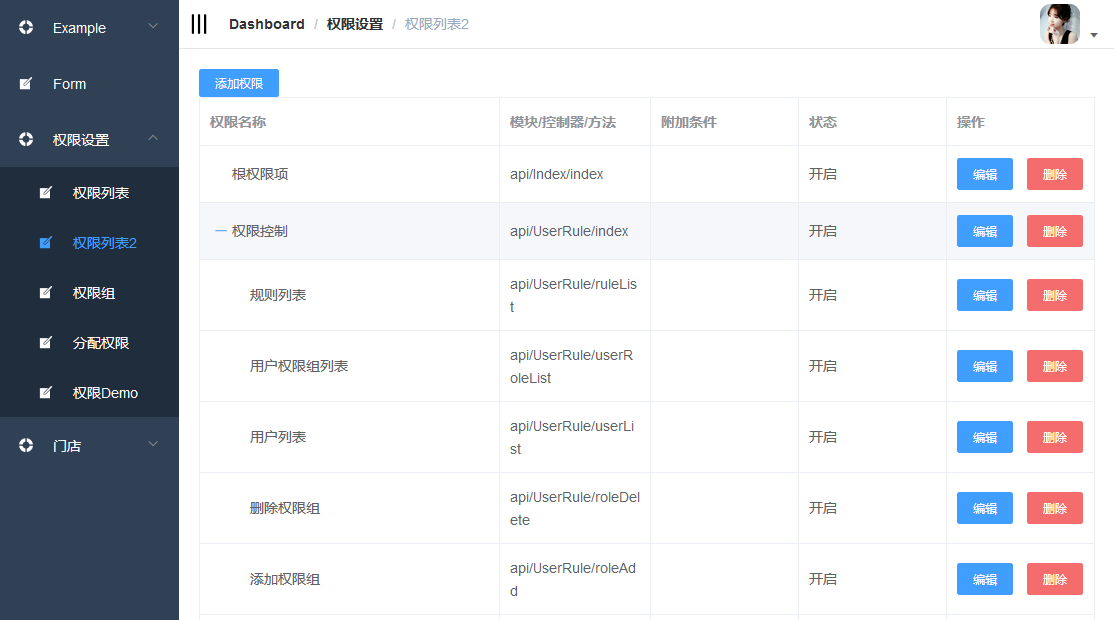 Example
Form
权限设置
权限列表
权限列表2
权限组
分配权限
权限Demo
门店
Dashboard / 权限设置 / 权限列表2
添加权限
权限名称 模块/控制器/方法 附加条件 状态 操作
根权限项 api/Index/index 开启 编辑 删除
权限控制 api/UserRule/index 开启 编辑 删除
规则列表 api/UserRule/ruleLis
t 开启 编辑 删除
用户权限组列表 api/UserRule/userR
oleList 开启 编辑 删除
用户列表 api/UserRule/userLi
st 开启 编辑 删除
删除权限组 api/UserRule/roleDel
ete 开启 编辑 删除
添加权限组 api/UserRule/roleAd
d 开启 编辑 删除